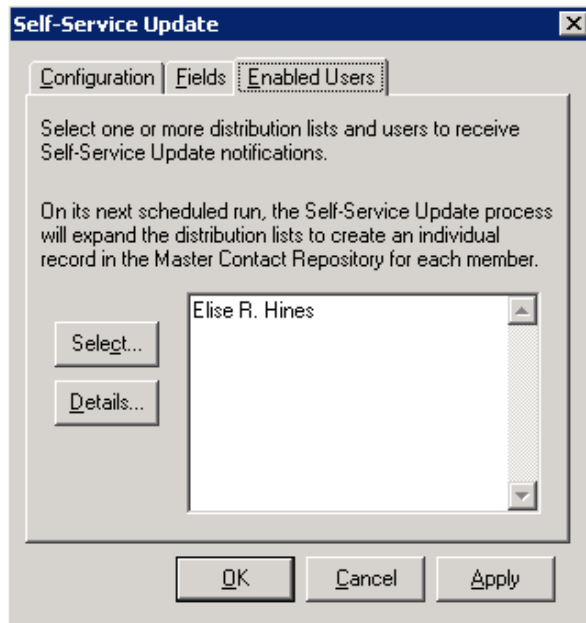 Self-Service Update
Configuration
Fields
Enabled Users
Select one or more distribution lists and users to receive
Self-Service Update notifications.
On its next scheduled run, the Self-Service Update process
will expand the distribution lists to create an individual
record in the Master Contact Repository for each member.
Elise R. Hines
Select...
Details...
OK
Cancel
Apply